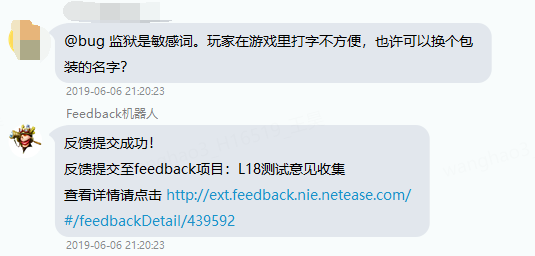 @bug 监狱是敏感词。玩家在游戏里打字不方便，也许可以换个包
装的名字？
2019-06-06 21:20:23
Feedback机器人
反馈提交成功！
反馈提交至feedback项目：L18测试意见收集
查看详情请点击 http://ext.feedback.nie.netease.com/
#/feedbackDetail/439592
2019-06-06 21:20:23